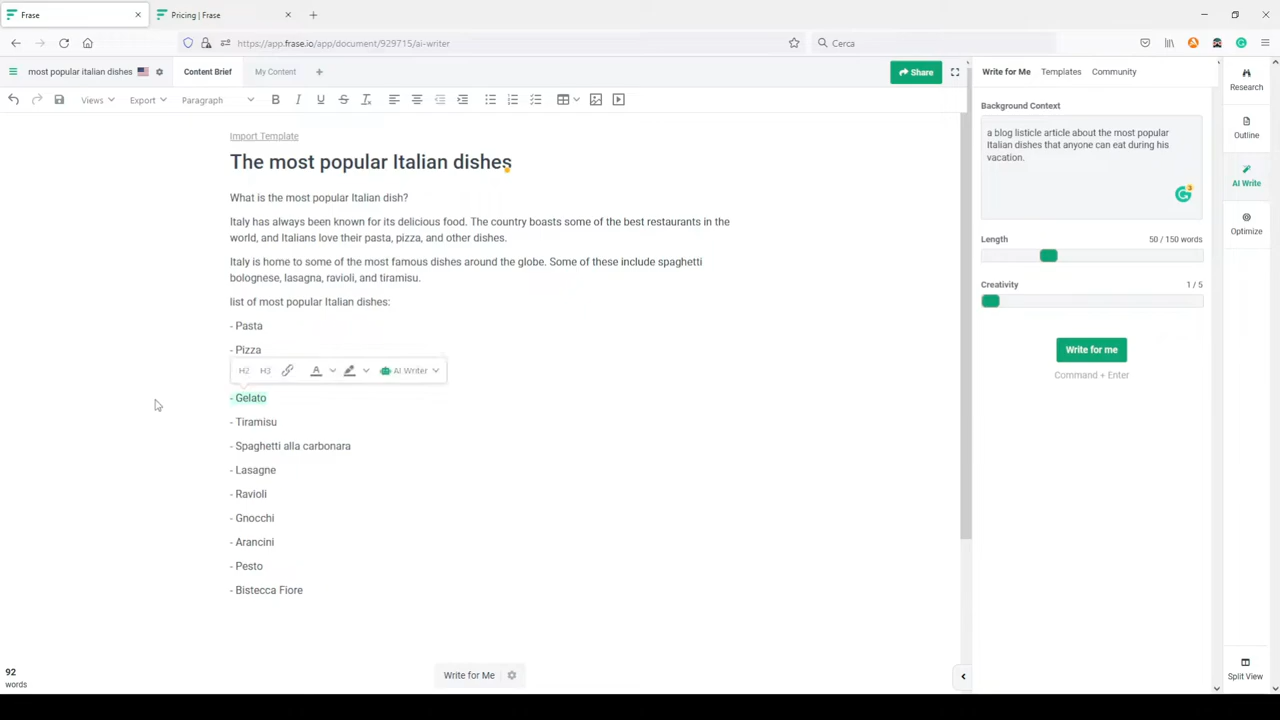 Frase
Pricing | Frase
https://app.frase.io/app/document/929715/ai-writer
Cerca
most popular italian dishes
Content Brief
My Content
Share
Write for Me
Templates
Community
Research
Views
Export
Paragraph
Background Context
Import Template
a blog listicle article about the most popular
Italian dishes that anyone can eat during his
vacation.
Outline
The most popular Italian dishes
AI Write
What is the most popular Italian dish?
Italy has always been known for its delicious food. The country boasts some of the best restaurants in the
world, and Italians love their pasta, pizza, and other dishes.
Optimize
Length
50 / 150 words
Italy is home to some of the most famous dishes around the globe. Some of these include spaghetti
bolognese, lasagna, ravioli, and tiramisu.
Creativity
1 / 5
list of most popular Italian dishes:
- Pasta
- Pizza
Write for me
Command + Enter
H2
H3
A
AI Writer
- Gelato
- Tiramisu
- Spaghetti alla carbonara
- Lasagne
- Ravioli
- Gnocchi
- Arancini
- Pesto
- Bistecca Fiore
92
words
Write for Me
Split View